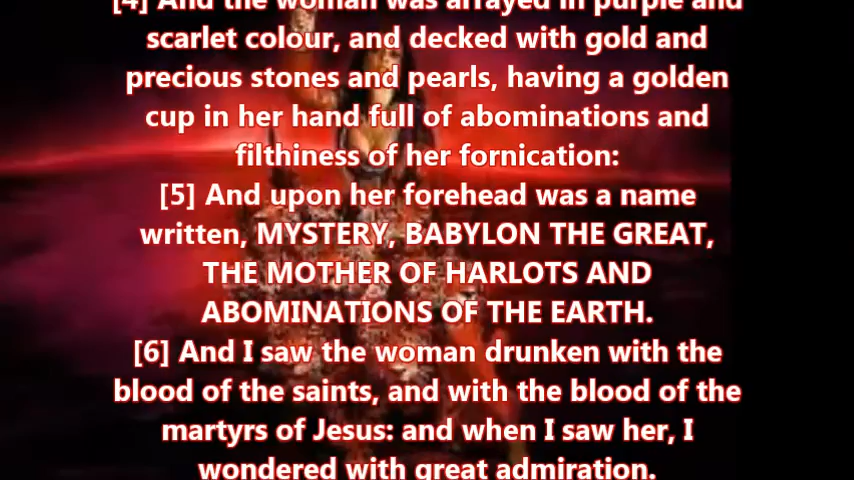 [4] And the woman was arrayed in purple and
scarlet colour, and decked with gold and
precious stones and pearls, having a golden
cup in her hand full of abominations and
filthiness of her fornication:
[5] And upon her forehead was a name
written, MYSTERY, BABYLON THE GREAT,
THE MOTHER OF HARLOTS AND
ABOMINATIONS OF THE EARTH.
[6] And I saw the woman drunken with the
blood of the saints, and with the blood of the
martyrs of Jesus: and when I saw her, I
wondered with great admiration.